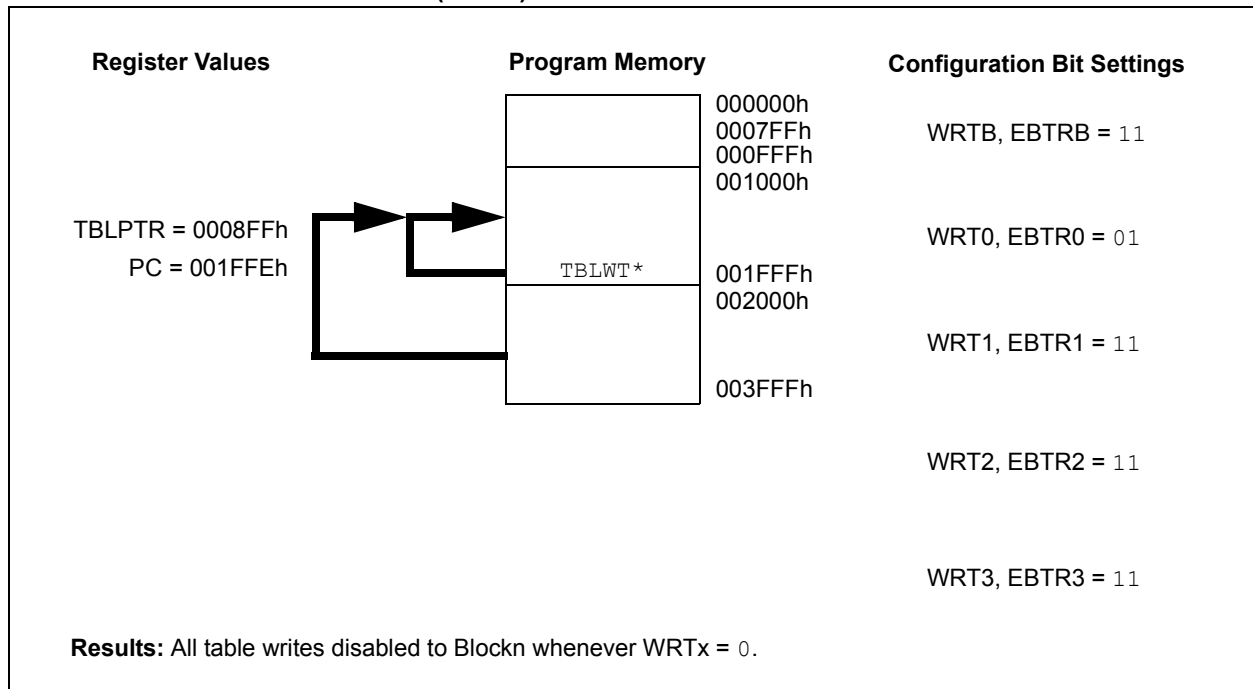 Register Values
Program Memory
Configuration Bit Settings
000000h
0007FFh
WRTB, EBTRB = 11
000FFFh
001000h
TBLPTR = 0008FFh
WRT0, EBTR0 = 01
PC = 001FFEh
TBLWT*
001FFFh
002000h
WRT1, EBTR1 = 11
003FFFh
WRT2, EBTR2 = 11
WRT3, EBTR3 = 11
Results: All table writes disabled to Blockn whenever WRTx = 0.